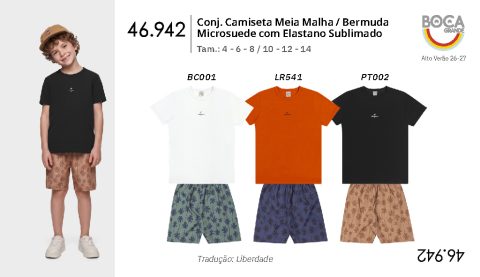 46.942
Conj. Camiseta Meia Malha / Bermuda
Microsuede com Elastano Sublimado
Tam.: 4 - 6 - 8 / 10 - 12 - 14
BOCA
GRANDE
Alto Verão 26-27
BC001
LR541
PT002
Tradução: Liberdade
46.942